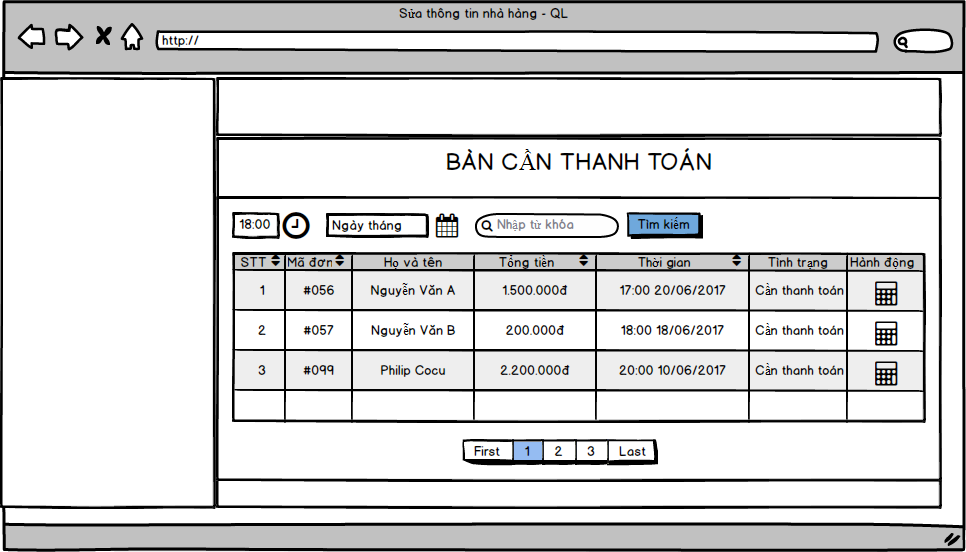 Sửa thông tin nhà hàng - QL
http://
BÀN CẦN THANH TOÁN
18:00 Ngày tháng Nhập từ khóa Tìm kiếm
STT Mã đơn Họ và tên Tổng tiền Thời gian Tình trạng Hành động
1 #056 Nguyễn Văn A 1.500.000đ 17:00 20/06/2017 Cần thanh toán
2 #057 Nguyễn Văn B 200.000đ 18:00 18/06/2017 Cần thanh toán
3 #099 Philip Cocu 2.200.000đ 20:00 10/06/2017 Cần thanh toán
First 1 2 3 Last